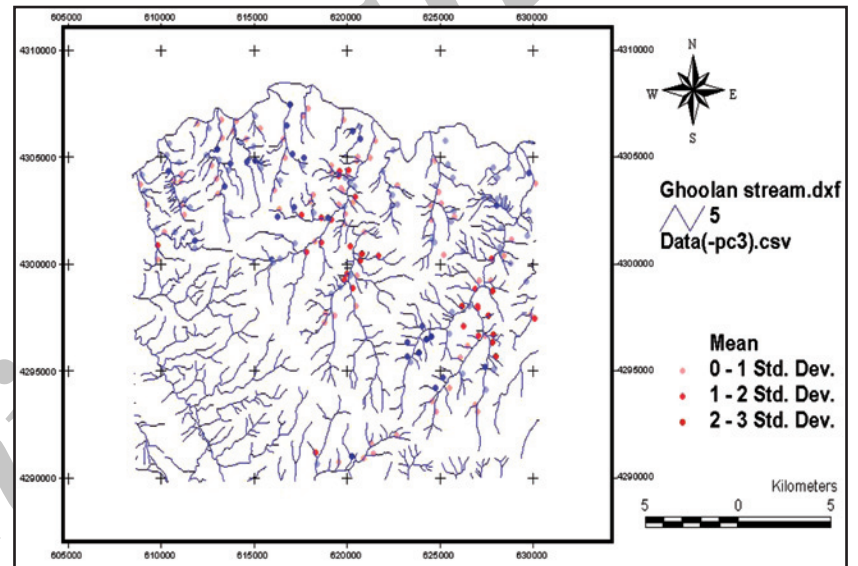 605000 610000 615000 620000 625000 630000
4310000 4310000
4305000 4305000
4300000 4300000
4295000 4295000
4290000 4290000
605000 610000 615000 620000 625000 630000
N
W E
S
Ghoolan stream.dxf
5
Data(-pc3).csv
Mean
0 - 1 Std. Dev.
1 - 2 Std. Dev.
2 - 3 Std. Dev.
Kilometers
5 0 5